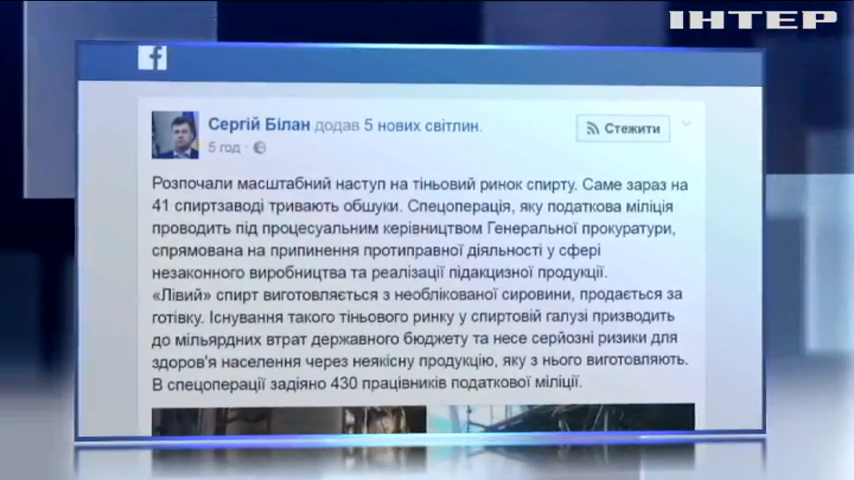 ІНТЕР
f
Сергій Білан додав 5 нових світлин.
Стежити
5 год ·
Розпочали масштабний наступ на тіньовий ринок спирту. Саме зараз на
41 спиртзаводі тривають обшуки. Спецоперація, яку податкова міліція
проводить під процесуальним керівництвом Генеральної прокуратури,
спрямована на припинення протиправної діяльності у сфері
незаконного виробництва та реалізації підакцизної продукції.
«Лівий» спирт виготовляється з необлікованої сировини, продається за
готівку. Існування такого тіньового ринку у спиртовій галузі призводить
до мільярдних втрат державного бюджету та несе серйозні ризики для
здоров'я населення через неякісну продукцію, яку з нього виготовляють.
В спецоперації задіяно 430 працівників податкової міліції.